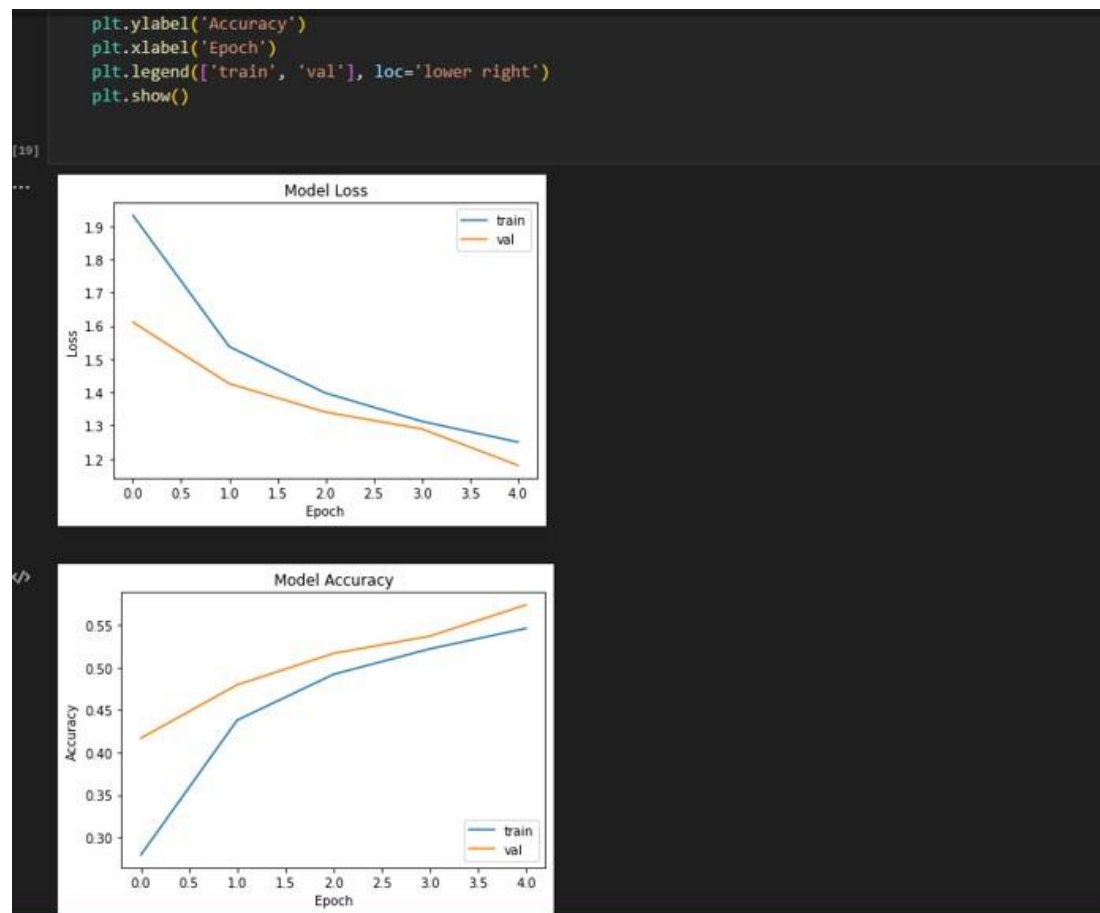 plt.ylabel('Accuracy')
plt.xlabel('Epoch')
plt.legend(['train', 'val'], loc='lower right')
plt.show()
[19]
...
Model Loss
train
val
1.9
1.8
1.7
1.6
1.5
1.4
1.3
1.2
Loss
0.0 0.5 1.0 1.5 2.0 2.5 3.0 3.5 4.0
Epoch
</>
Model Accuracy
0.55
0.50
0.45
0.40
0.35
0.30
Accuracy
train
val
0.0 0.5 1.0 1.5 2.0 2.5 3.0 3.5 4.0
Epoch